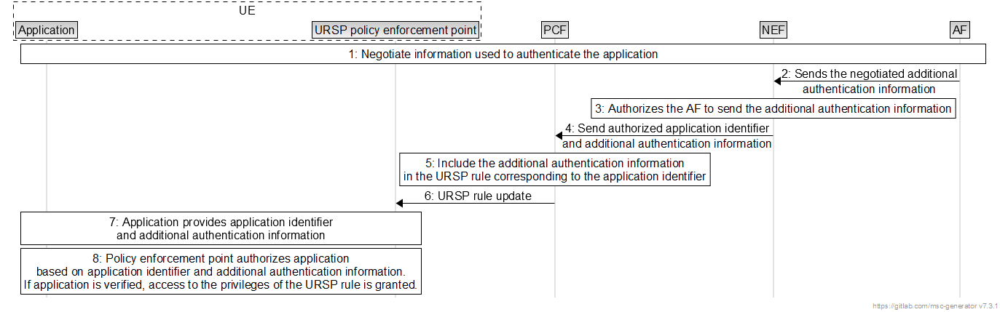 UE
Application
URSP policy enforcement point
PCF
NEF
AF
1: Negotiate information used to authenticate the application
2: Sends the negotiated additional
authentication information
3: Authorizes the AF to send the additional authentication information
4: Send authorized application identifier
and additional authentication information
5: Include the additional authentication information
in the URSP rule corresponding to the application identifier
6: URSP rule update
7: Application provides application identifier
and additional authentication information
8: Policy enforcement point authorizes application
based on application identifier and additional authentication information.
If application is verified, access to the privileges of the URSP rule is granted.
https://gitlab.com/msc-generator v7.3.1